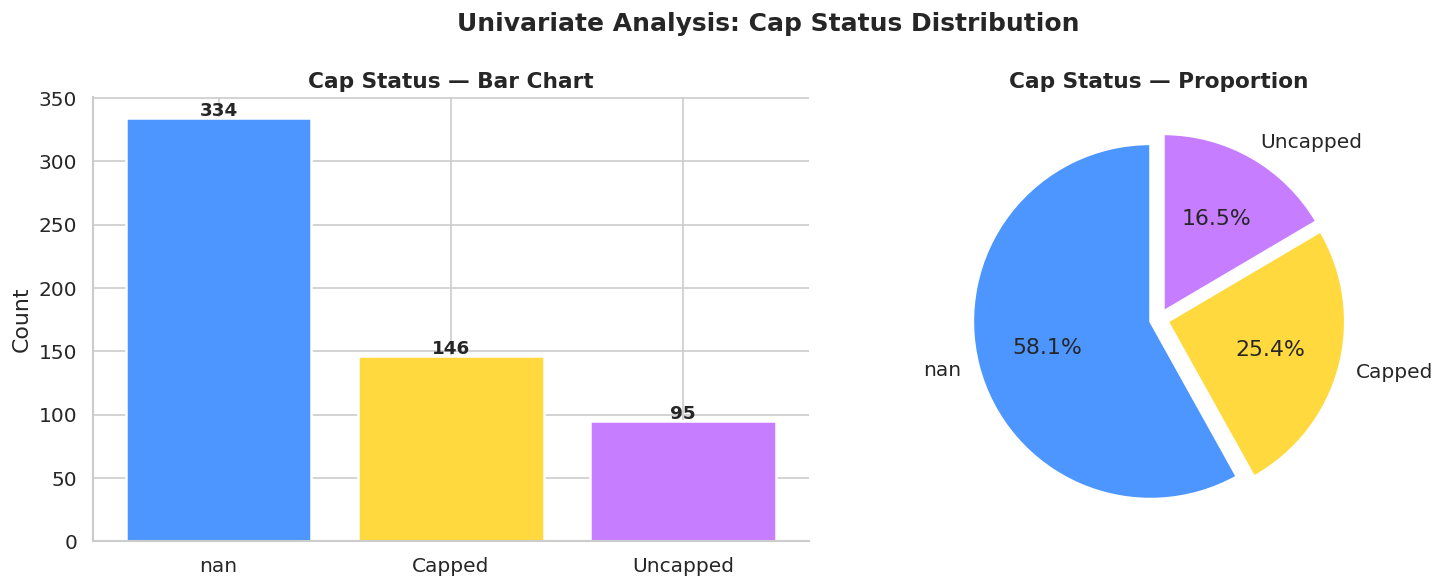 Univariate Analysis: Cap Status Distribution
Cap Status — Bar Chart
350
300
250
200
150
100
50
0
Count
334
146
95
nan
Capped
Uncapped
Cap Status — Proportion
Uncapped
16.5%
58.1%
25.4%
nan
Capped